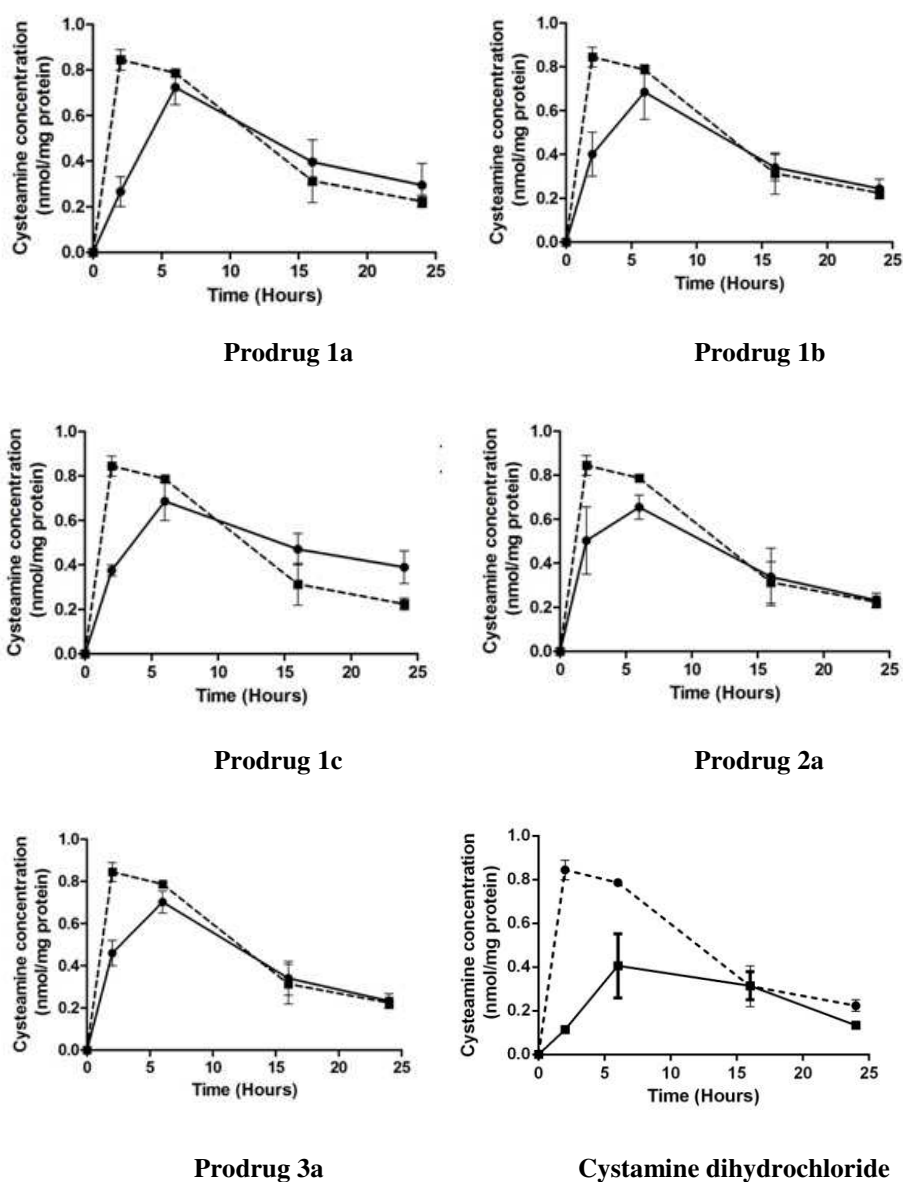 Cysteamine concentration
(nmol/mg protein)
1.0
0.8
0.6
0.4
0.2
0.0
0 5 10 15 20 25
Time (Hours)
Prodrug 1a
Cysteamine concentration
(nmol/mg protein)
1.0
0.8
0.6
0.4
0.2
0.0
0 5 10 15 20 25
Time (Hours)
Prodrug 1b
Cysteamine concentration
(nmol/mg protein)
1.0
0.8
0.6
0.4
0.2
0.0
0 5 10 15 20 25
Time (Hours)
Prodrug 1c
Cysteamine concentration
(nmol/mg protein)
1.0
0.8
0.6
0.4
0.2
0.0
0 5 10 15 20 25
Time (Hours)
Prodrug 2a
Cysteamine concentration
(nmol/mg protein)
1.0
0.8
0.6
0.4
0.2
0.0
0 5 10 15 20 25
Time (Hours)
Prodrug 3a
Cysteamine concentration
(nmol/mg protein)
1.0
0.8
0.6
0.4
0.2
0.0
0 5 10 15 20 25
Time (Hours)
Cystamine dihydrochloride